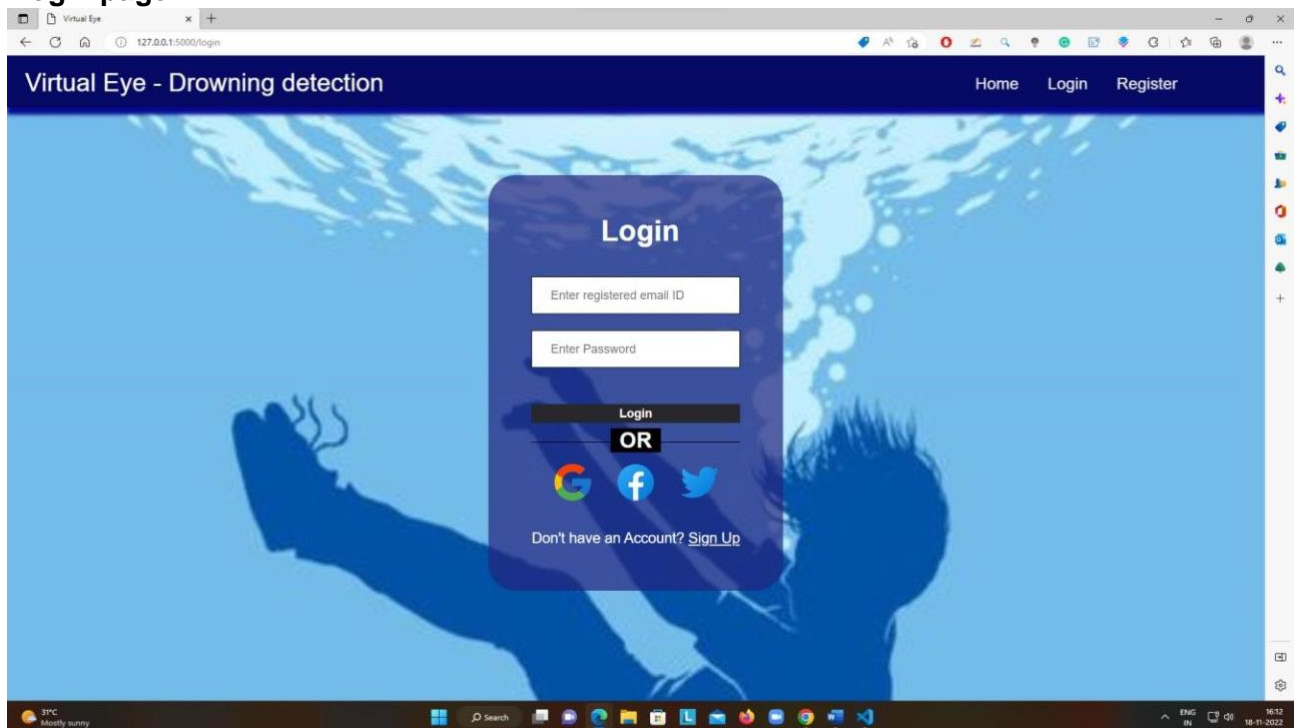 Virtual Eye
127.0.0.1:5000/login
Virtual Eye - Drowning detection
Home Login Register
Login
Enter registered email ID
Enter Password
Login
OR
Don't have an Account? Sign Up
31°C
Mostly sunny
Search
ENG
IN
16:12
18-11-2022